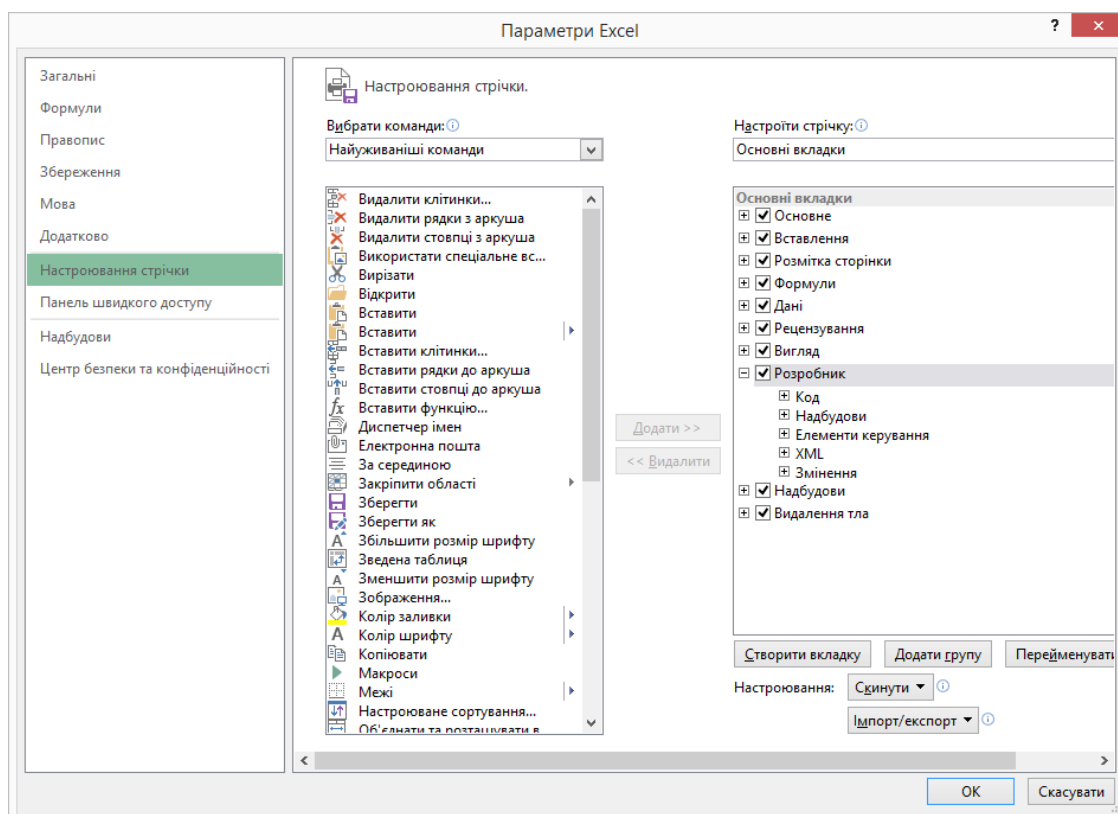 Параметри Excel
?
Загальні
Формули
Правопис
Збереження
Мова
Додатково
Настроювання стрічки
Панель швидкого доступу
Надбудови
Центр безпеки та конфіденційності
Настроювання стрічки.
Вибрати команди:
Найуживаніші команди
Видалити клітинки...
Видалити рядки з аркуша
Видалити стовпці з аркуша
Використати спеціальне вс...
Вирізати
Відкрити
Вставити
Вставити
Вставити клітинки...
Вставити рядки до аркуша
Вставити стовпці до аркуша
Вставити функцію...
Диспетчер імен
Електронна пошта
За серединою
Закріпити області
Зберегти
Зберегти як
Збільшити розмір шрифту
Зведена таблиця
Зменшити розмір шрифту
Зображення...
Колір заливки
Колір шрифту
Копіювати
Макроси
Межі
Настроюване сортування...
Об'єднати та розташувати в
Додати >>
<< Видалити
Настроїти стрічку:
Основні вкладки
Основні вкладки
Основне
Вставлення
Розмітка сторінки
Формули
Дані
Рецензування
Вигляд
Розробник
Код
Надбудови
Елементи керування
XML
Змінення
Надбудови
Видалення тла
Створити вкладку
Додати групу
Перейменувати
Настроювання:
Скинути
Імпорт/експорт
ОК
Скасувати